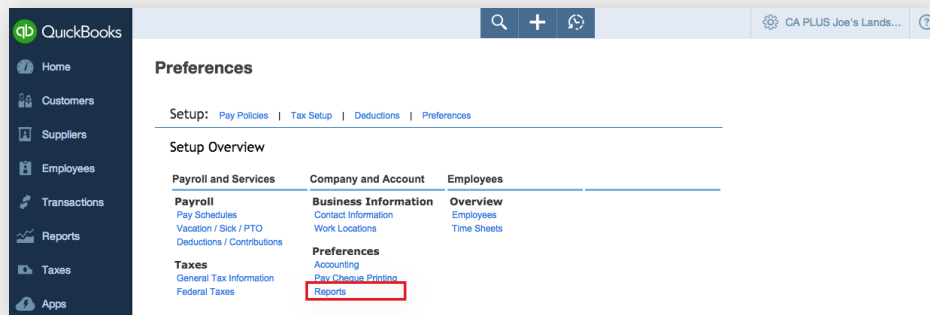 qb QuickBooks
CA PLUS Joe's Lands...
?
Home
Customers
Suppliers
Employees
Transactions
Reports
Taxes
Apps
Preferences
Setup: Pay Policies | Tax Setup | Deductions | Preferences
Setup Overview
Payroll and Services Company and Account Employees
Payroll
Pay Schedules
Vacation / Sick / PTO
Deductions / Contributions
Taxes
General Tax Information
Federal Taxes
Business Information
Contact Information
Work Locations
Preferences
Accounting
Pay Cheque Printing
Reports
Overview
Employees
Time Sheets